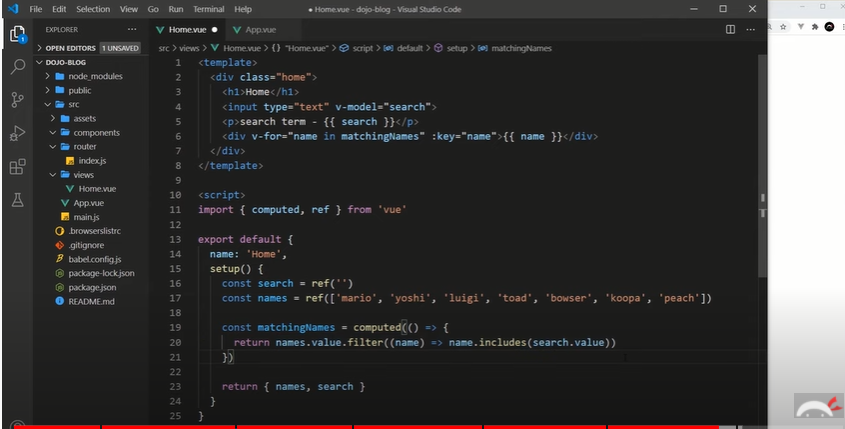 File Edit Selection View Go Run Terminal Help
● Home.vue - dojo-blog - Visual Studio Code
EXPLORER
Home.vue ●
App.vue
OPEN EDITORS 1 UNSAVED
src > views > Home.vue > {} "Home.vue" > script > default > setup > matchingNames
DOJO-BLOG
node_modules
public
src
assets
components
router
index.js
views
Home.vue
App.vue
main.js
.browserslistrc
.gitignore
babel.config.js
package-lock.json
package.json
README.md
1 <template>
2 <div class="home">
3 <h1>Home</h1>
4 <input type="text" v-model="search">
5 <p>search term - {{ search }}</p>
6 <div v-for="name in matchingNames" :key="name">{{ name }}</div>
7 </div>
8 </template>
9
10 <script>
11 import { computed, ref } from 'vue'
12
13 export default {
14 name: 'Home',
15 setup() {
16 const search = ref('')
17 const names = ref(['mario', 'yoshi', 'luigi', 'toad', 'bowser', 'koopa', 'peach'])
18
19 const matchingNames = computed(() => {
20 return names.value.filter((name) => name.includes(search.value))
21 })
22
23 return { names, search }
24 }
25 }